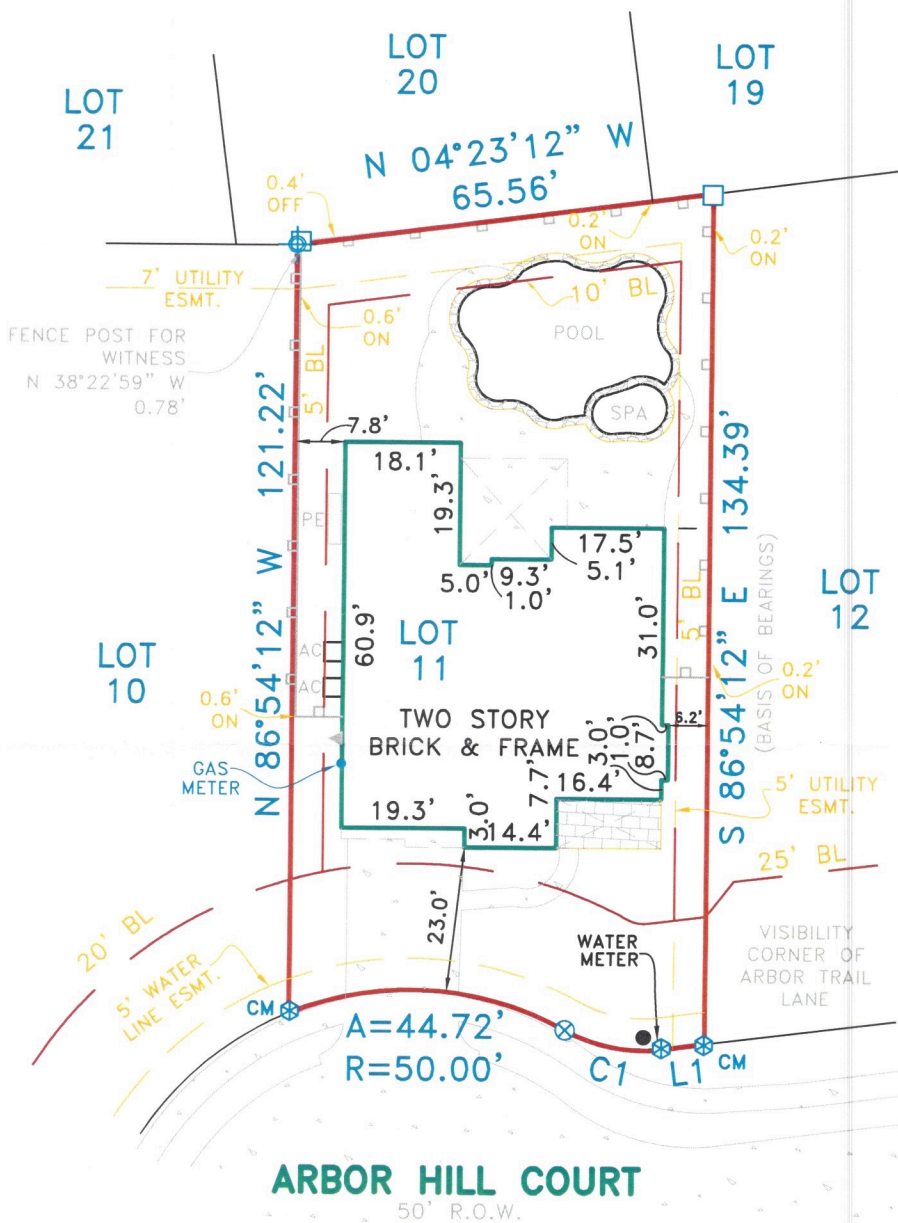 LOT
20
LOT
19
LOT
21
N 04°23'12" W
65.56'
0.4'
OFF
0.2'
ON
0.2'
ON
7' UTILITY
ESMT.
10' BL
0.6'
ON
FENCE POST FOR
WITNESS
N 38°22'59" W
0.78'
POOL
SPA
5' BL
7.8'
18.1'
19.3'
N 86°54'12" W 121.22'
S 86°54'12" E 134.39'
(BASIS OF BEARINGS)
PE
17.5'
5.0'
9.3'
5.1'
1.0'
31.0'
5' BL
LOT
12
60.9'
LOT
11
LOT
10
AC
AC
0.6'
ON
0.2'
ON
TWO STORY
BRICK & FRAME
3.0'
1.0'
8.7'
6.2'
GAS
METER
7.7'
16.4'
5' UTILITY
ESMT.
19.3'
3.0'
14.4'
25' BL
23.0'
20' BL
5' WATER
LINE ESMT.
WATER
METER
VISIBILITY
CORNER OF
ARBOR TRAIL
LANE
CM
A=44.72'
R=50.00'
C1
L1
CM
ARBOR HILL COURT
50' R.O.W.